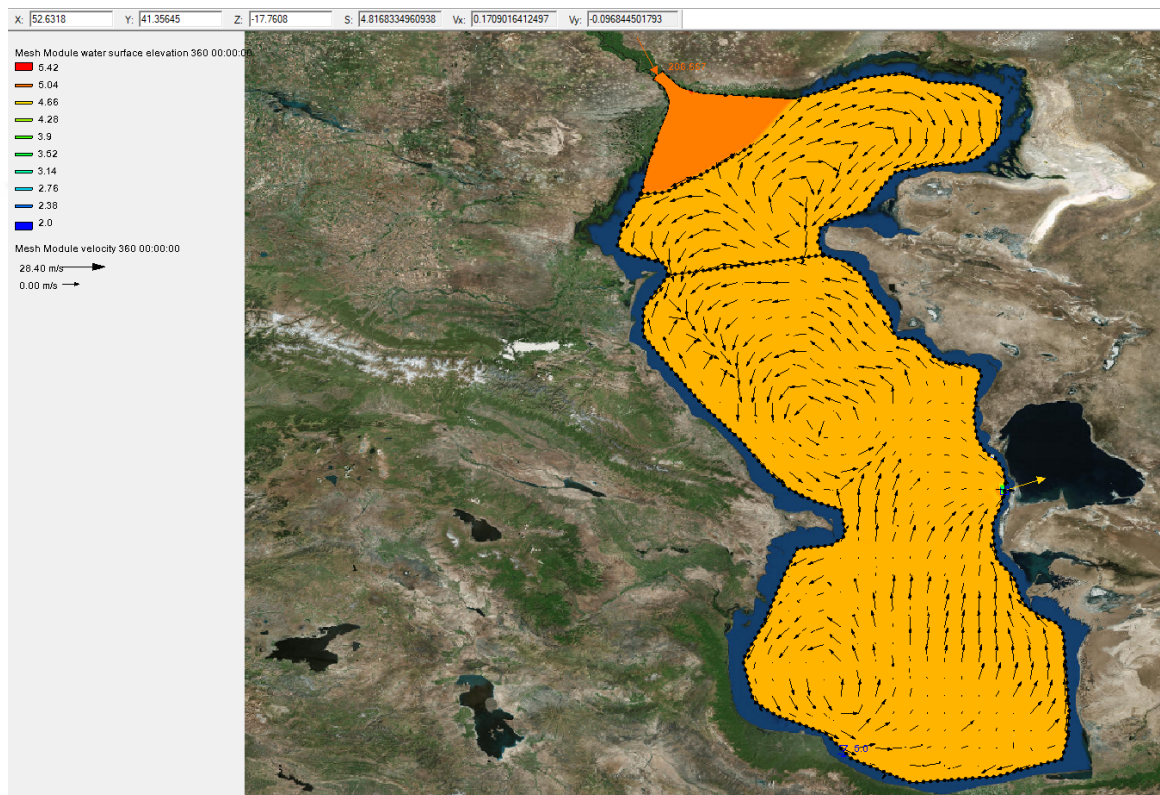 X: 52.6318 Y: 41.35645 Z: -17.7608 S: 4.8168334960938 Vx: 0.1709016412497 Vy: -0.096844501793
Mesh Module water surface elevation 360 00:00:00
5.42
5.04
4.66
4.28
3.9
3.52
3.14
2.76
2.38
2.0
Mesh Module velocity 360 00:00:00
28.40 m/s
0.00 m/s